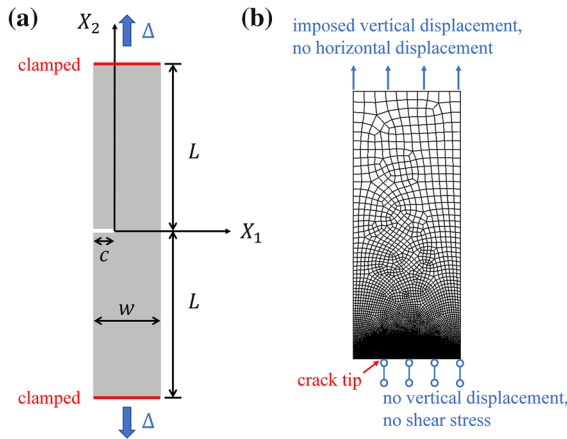 (a)
X₂
Δ
clamped
L
X₁
c
w
L
clamped
Δ
(b)
imposed vertical displacement,
no horizontal displacement
crack tip
no vertical displacement,
no shear stress